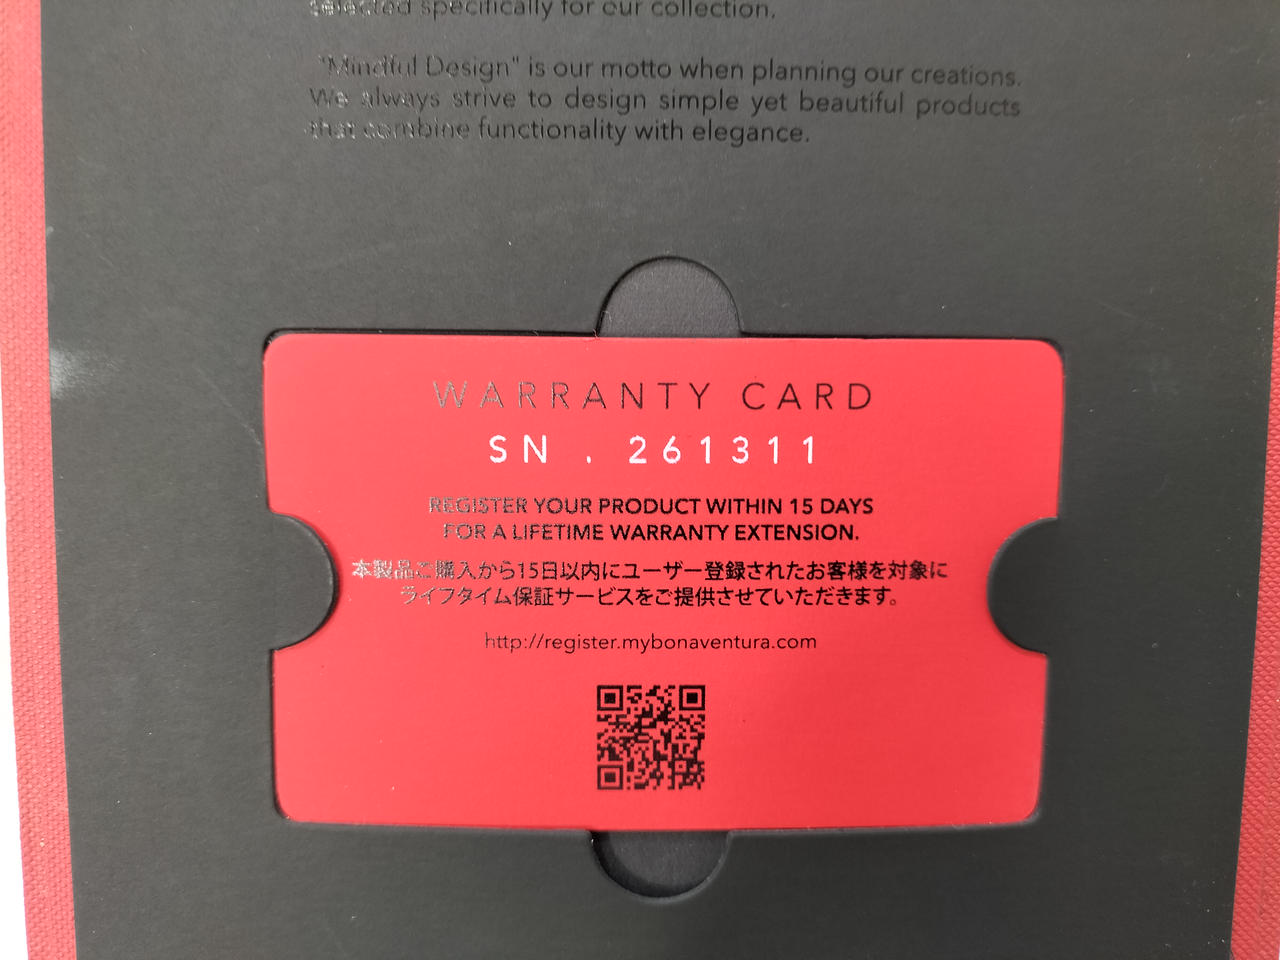 selected specifically for our collection.
"Mindful Design" is our motto when planning our creations.
We always strive to design simple yet beautiful products
that combine functionality with elegance.
WARRANTY CARD
SN . 261311
REGISTER YOUR PRODUCT WITHIN 15 DAYS
FOR A LIFETIME WARRANTY EXTENSION.
本製品ご購入から15日以内にユーザー登録されたお客様を対象に
ライフタイム保証サービスをご提供させていただきます。
http://register.mybonaventura.com